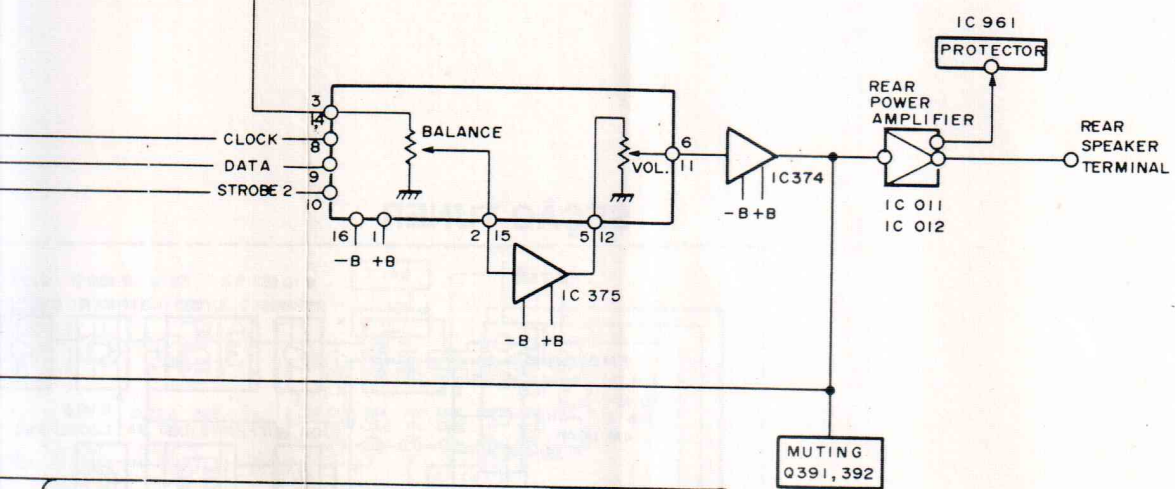 IC 961
PROTECTOR
REAR
POWER
AMPLIFIER
REAR
SPEAKER
TERMINAL
3
14
CLOCK
8
DATA
9
STROBE 2
10
BALANCE
VOL.
6
11
IC374
-B +B
IC 011
IC 012
16 1
-B +B
2 15
5 12
IC 375
-B +B
MUTING
Q391, 392